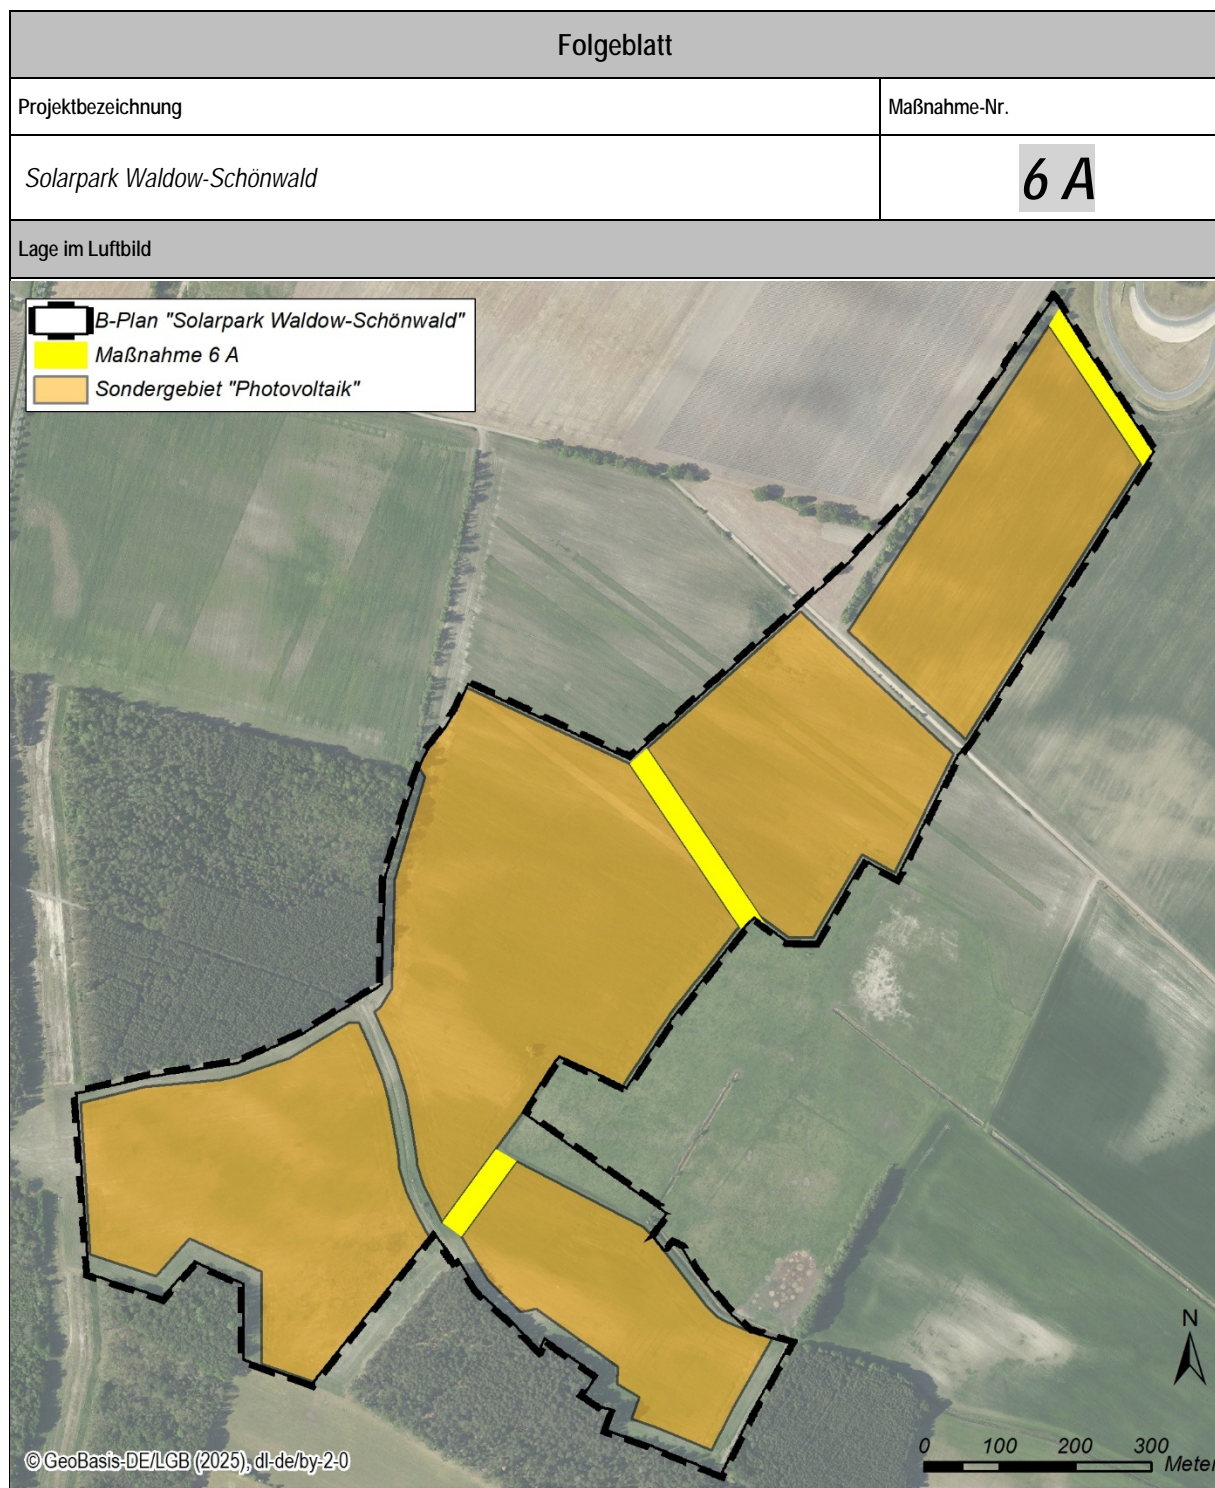 Folgeblatt
Projektbezeichnung
Maßnahme-Nr.
Solarpark Waldow-Schönwald
6 A
Lage im Luftbild
B-Plan "Solarpark Waldow-Schönwald"
Maßnahme 6 A
Sondergebiet "Photovoltaik"
N
0 100 200 300
Meter
© GeoBasis-DE/LGB (2025), dl-de/by-2-0